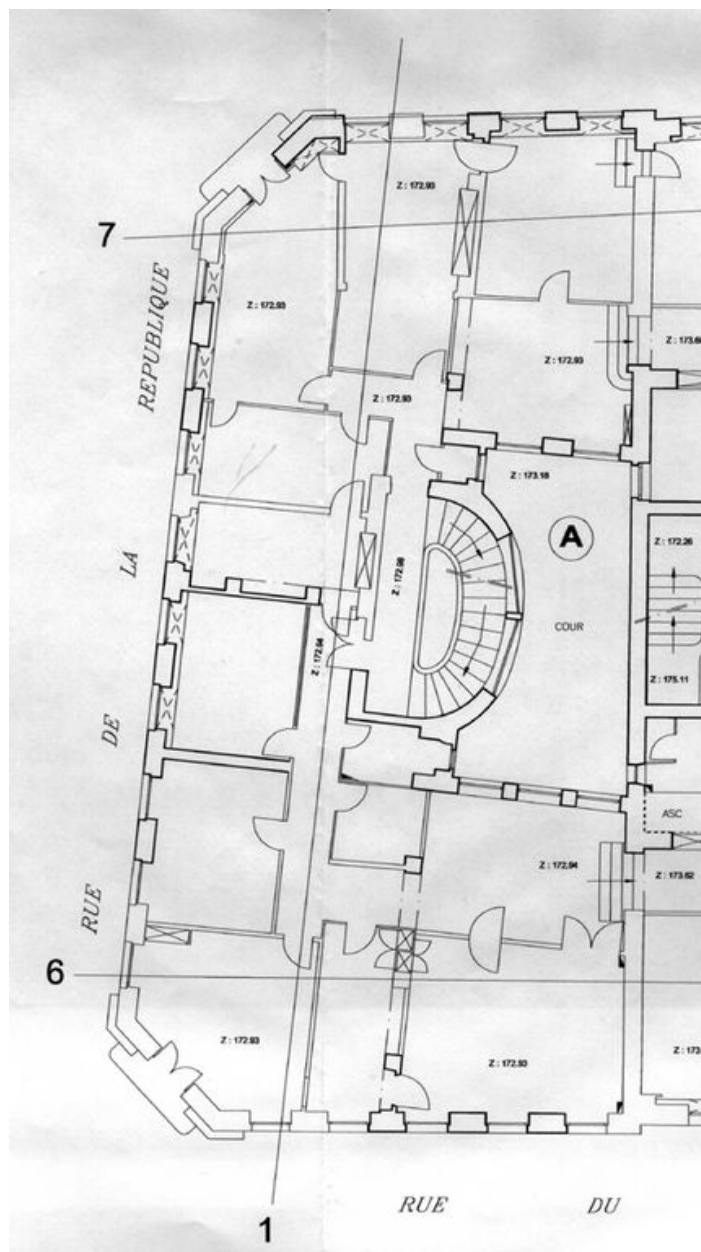 Z : 172.93
7
REPUBLIQUE
Z : 172.93
Z : 172.93
Z : 172.93
Z : 173.18
A
LA
Z : 172.98
Z : 172.26
COUR
Z : 172.94
Z : 175.11
DE
ASC
Z : 172.94
Z : 173.62
RUE
6
Z : 172.93
Z : 172.93
RUE DU
1